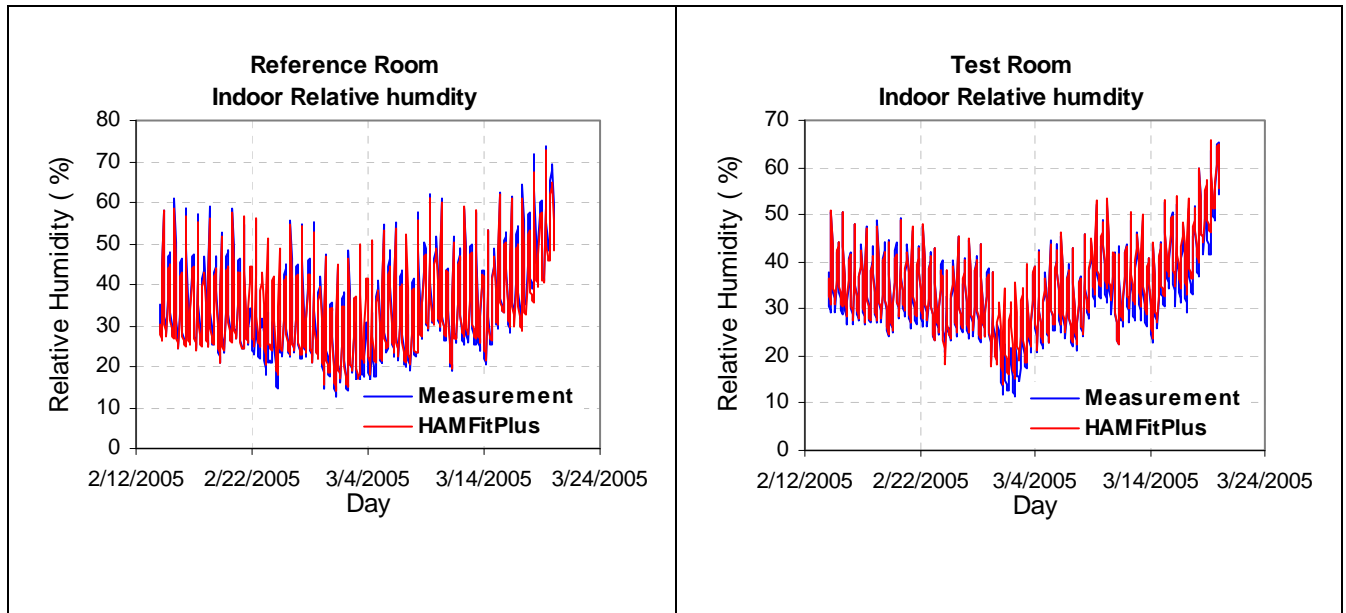 Reference Room
Indoor Relative humdity
80
70
60
50
40
30
20
10
0
Relative Humidity ( %)
Measurement
HAMFitPlus
2/12/2005 2/22/2005 3/4/2005 3/14/2005 3/24/2005
Day
Test Room
Indoor Relative humdity
70
60
50
40
30
20
10
0
Relative Humidity ( %)
Measurement
HAMFitPlus
2/12/2005 2/22/2005 3/4/2005 3/14/2005 3/24/2005
Day